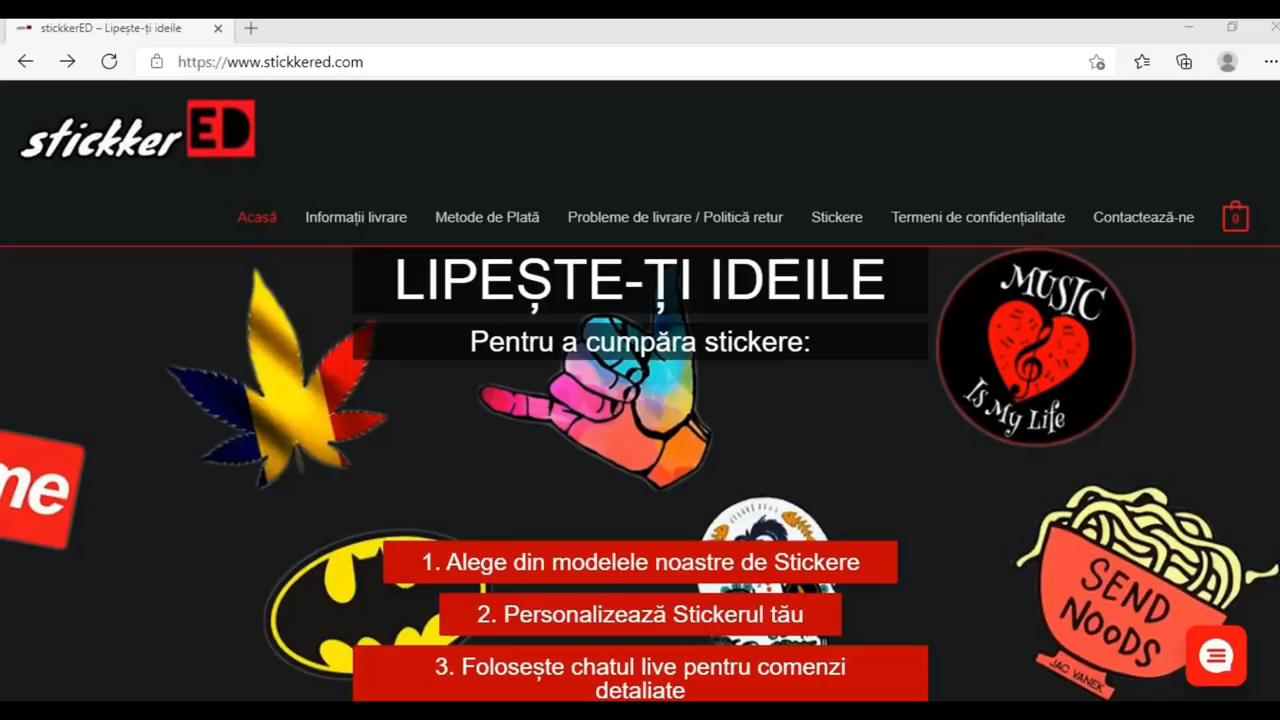 stickkerED – Lipește-ți ideile
https://www.stickkered.com
stickker ED
Acasă
Informații livrare
Metode de Plată
Probleme de livrare / Politică retur
Stickere
Termeni de confidențialitate
Contactează-ne
0
LIPEȘTE-ȚI IDEILE
Pentru a cumpăra stickere:
MUSIC
Is My Life
me
1. Alege din modelele noastre de Stickere
2. Personalizează Stickerul tău
3. Folosește chatul live pentru comenzi
detaliate
SEND
NOODS
JAC VANEK